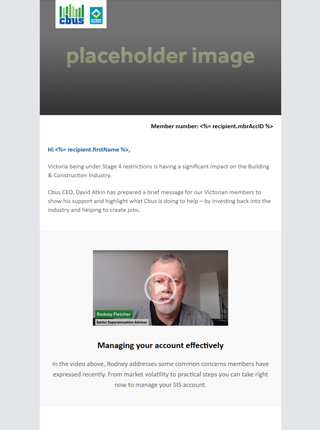 cbus
placeholder image
Member number: <%= recipient.mbrAccID %>
Hi <%= recipient.firstName %>,
Victoria being under Stage 4 restrictions is having a significant impact on the Building
& Construction Industry.
Cbus CEO, David Atkin has prepared a brief message for our Victorian members to
show his support and highlight what Cbus is doing to help – by investing back into the
industry and helping to create jobs.
Rodney Fletcher
Senior Superannuation Adviser
Managing your account effectively
In the video above, Rodney addresses some common concerns members have
expressed recently. From market volatility to practical steps you can take right
now to manage your SIS account.